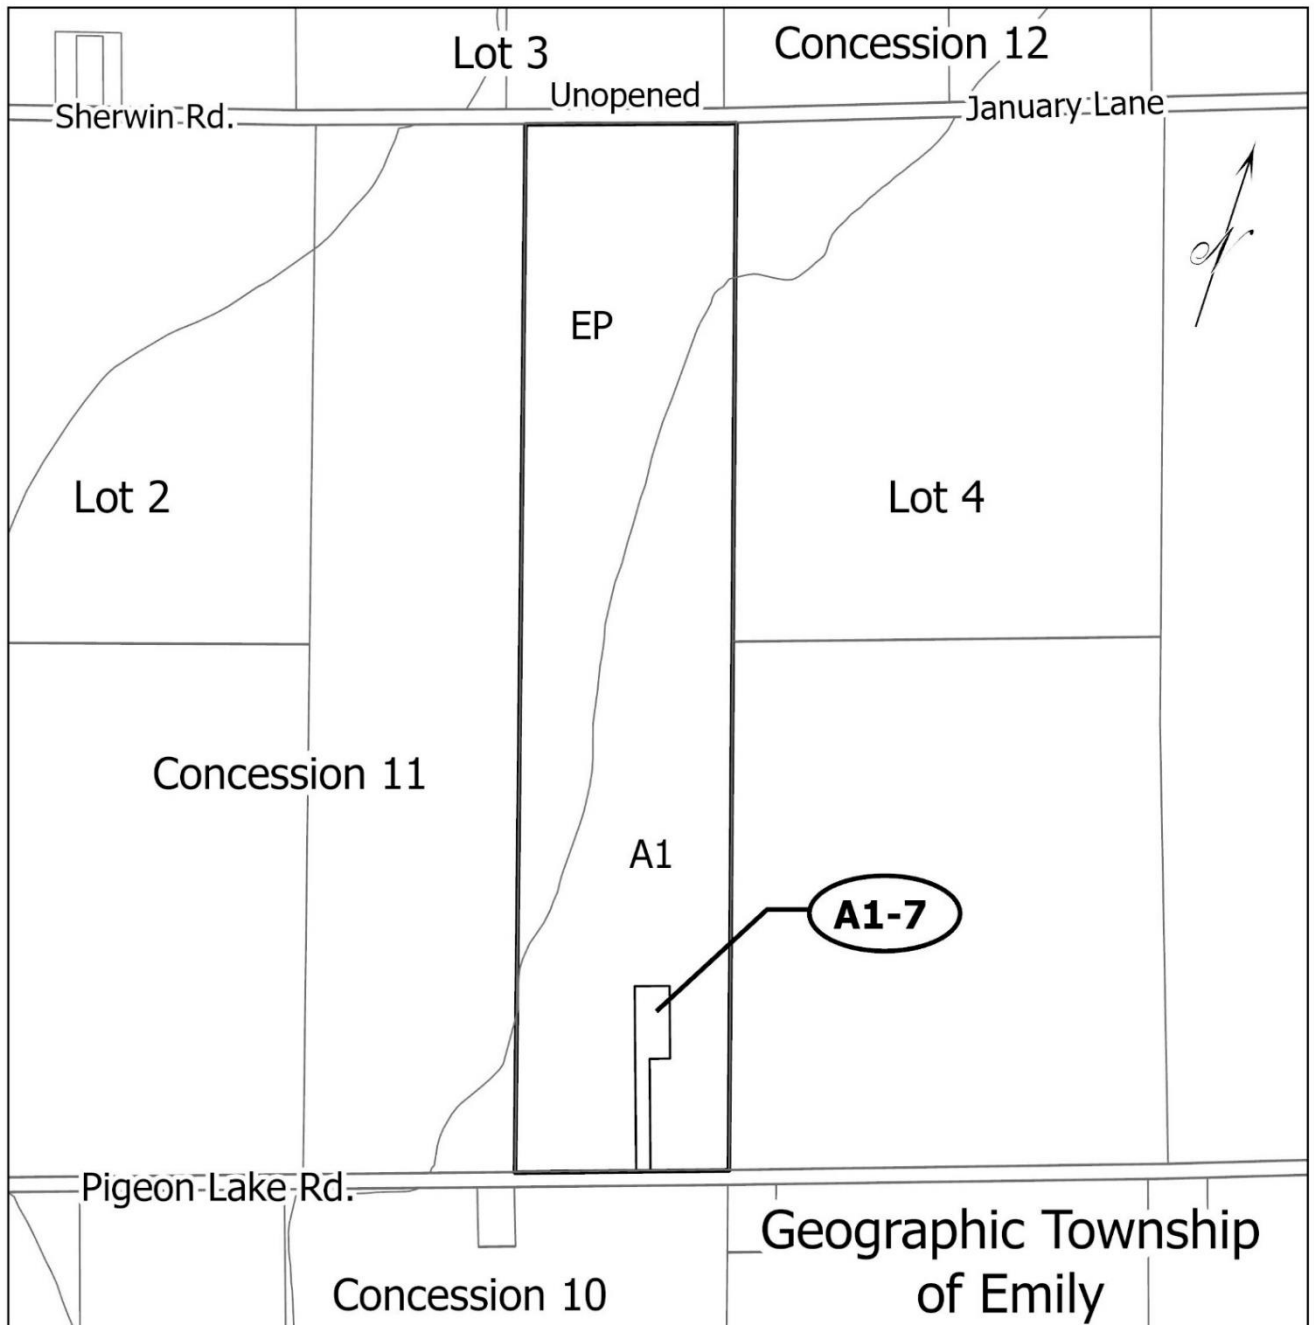 Lot 3
Concession 12
Unopened
Sherwin Rd.
January Lane
N
EP
Lot 2
Lot 4
Concession 11
A1
A1-7
Pigeon Lake Rd.
Geographic Township
of Emily
Concession 10